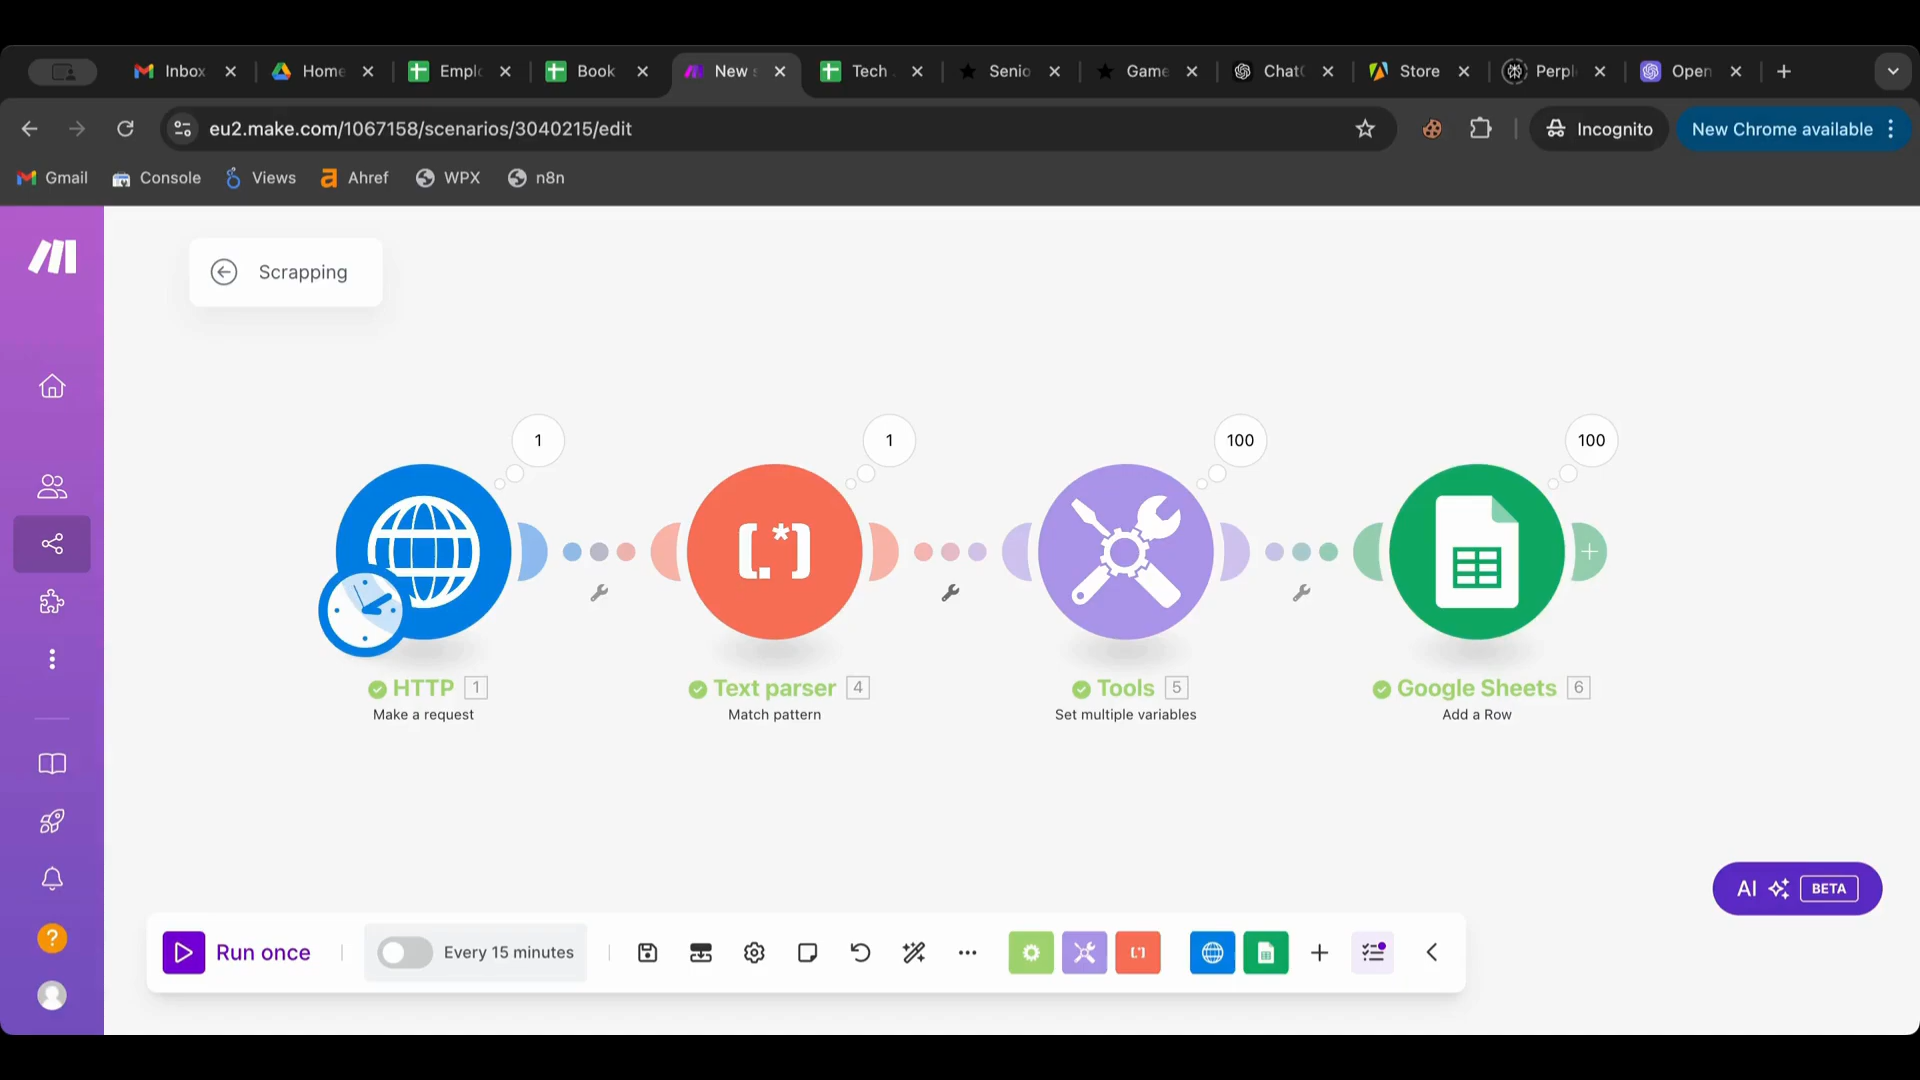 Inbox
Home
Emplo
Book
New s
Tech
Senio
Game
Chat
Store
Perpl
Open
eu2.make.com/1067158/scenarios/3040215/edit
Incognito
New Chrome available
Gmail
Console
Views
Ahref
WPX
n8n
Scrapping
1
1
100
100
HTTP 1
Make a request
Text parser 4
Match pattern
Tools 5
Set multiple variables
Google Sheets 6
Add a Row
AI BETA
?
Run once
Every 15 minutes